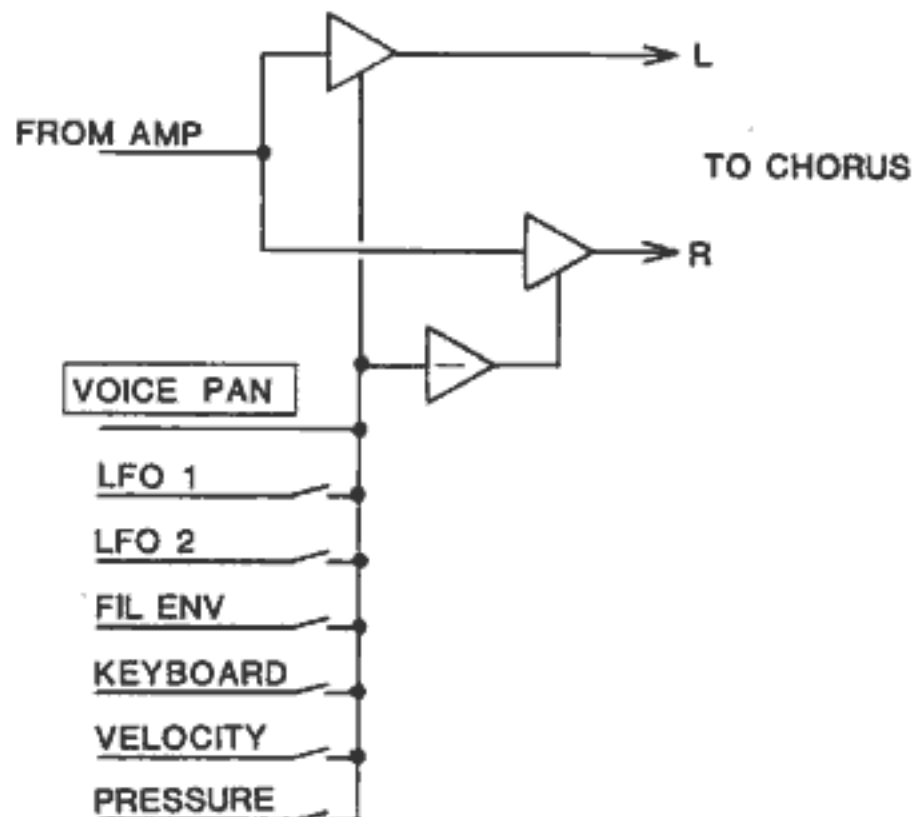 L
FROM AMP
TO CHORUS
R
VOICE PAN
LFO 1
LFO 2
FIL ENV
KEYBOARD
VELOCITY
PRESSURE